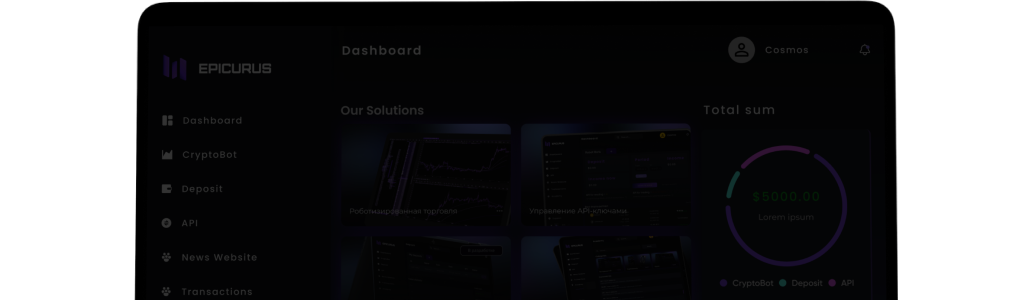 Dashboard
Cosmos
EPICURUS
Our Solutions
Total sum
Dashboard
CryptoBot
Deposit
API
News Website
Transactions
Роботизированная торговля
Управление API-ключами
$5000.00
Lorem ipsum
CryptoBot
Deposit
API